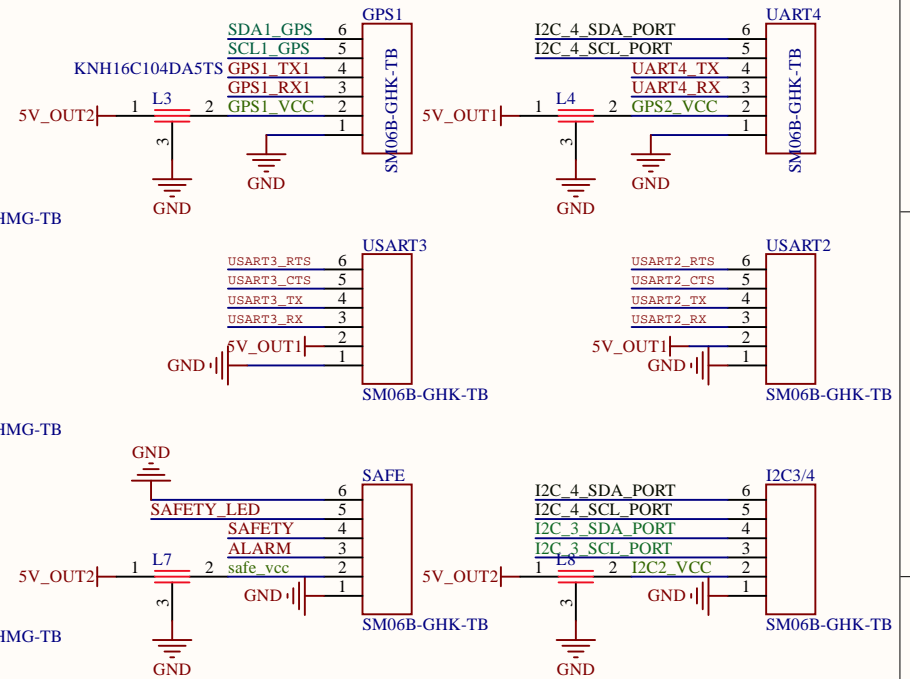 GPS1
SDA1_GPS 6
SCL1_GPS 5
KNH16C104DA5TS GPS1_TX1 4
GPS1_RX1 3
5V_OUT2 1 L3 2 GPS1_VCC 2
1
3
GND
GND
SM06B-GHK-TB
UART4
I2C_4_SDA_PORT 6
I2C_4_SCL_PORT 5
UART4_TX 4
UART4_RX 3
5V_OUT1 1 L4 2 GPS2_VCC 2
1
3
GND
GND
SM06B-GHK-TB
HMG-TB
USART3
USART3_RTS 6
USART3_CTS 5
USART3_TX 4
USART3_RX 3
5V_OUT1 2
GND 1
SM06B-GHK-TB
USART2
USART2_RTS 6
USART2_CTS 5
USART2_TX 4
USART2_RX 3
5V_OUT1 2
GND 1
SM06B-GHK-TB
HMG-TB
GND
SAFE
6
SAFETY_LED 5
SAFETY 4
ALARM 3
5V_OUT2 1 L7 2 safe_vcc 2
GND 1
3
SM06B-GHK-TB
GND
I2C3/4
I2C_4_SDA_PORT 6
I2C_4_SCL_PORT 5
I2C_3_SDA_PORT 4
I2C_3_SCL_PORT 3
5V_OUT2 1 L8 2 I2C2_VCC 2
GND 1
3
SM06B-GHK-TB
GND
HMG-TB